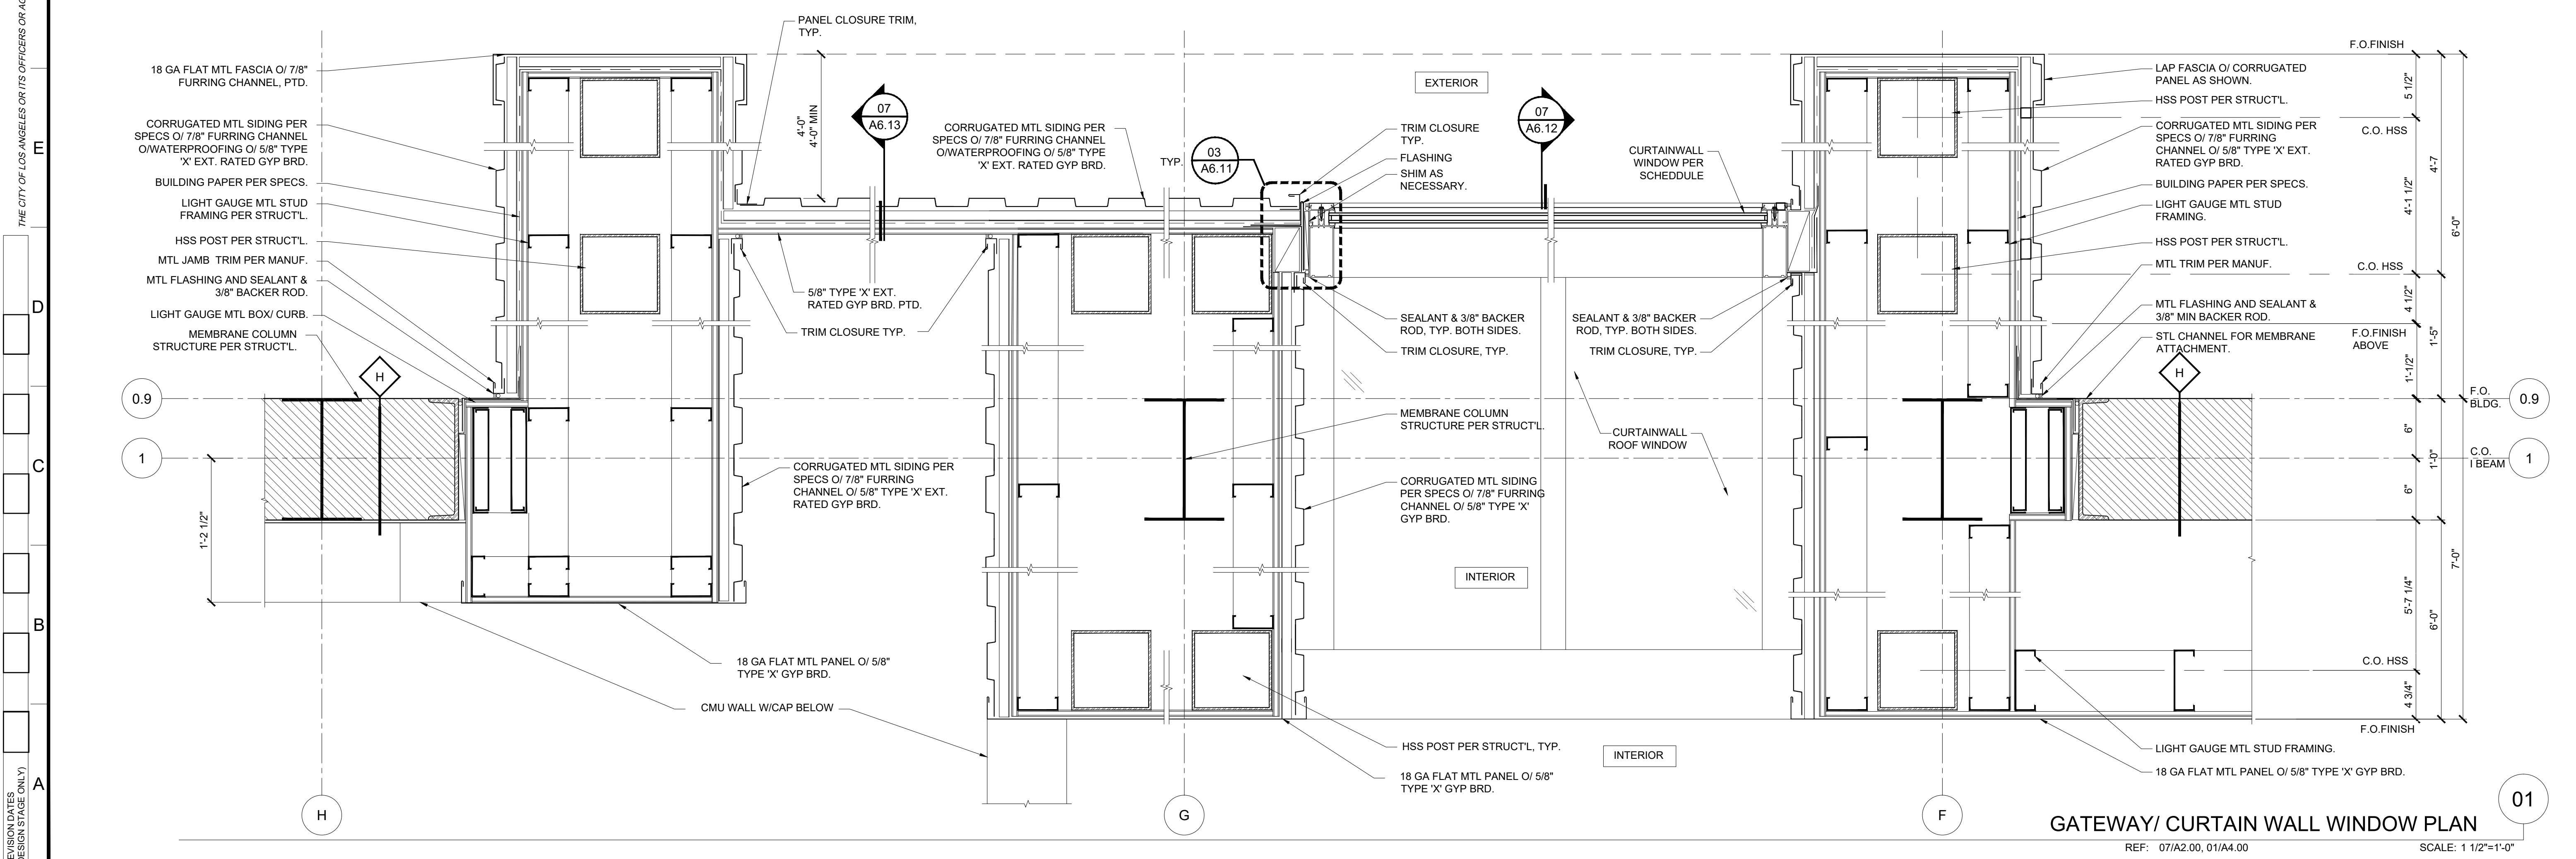 THE CITY OF LOS ANGELES OR ITS OFFICERS OR
E
D
C
B
A
EVISION DATES
DESIGN STAGE ONLY)
PANEL CLOSURE TRIM,
TYP.
18 GA FLAT MTL FASCIA O/ 7/8"
FURRING CHANNEL, PTD.
CORRUGATED MTL SIDING PER
SPECS O/ 7/8" FURRING CHANNEL
O/WATERPROOFING O/ 5/8" TYPE
'X' EXT. RATED GYP BRD.
BUILDING PAPER PER SPECS.
LIGHT GAUGE MTL STUD
FRAMING PER STRUCT'L.
HSS POST PER STRUCT'L.
MTL JAMB TRIM PER MANUF.
MTL FLASHING AND SEALANT &
3/8" BACKER ROD.
LIGHT GAUGE MTL BOX/ CURB.
MEMBRANE COLUMN
STRUCTURE PER STRUCT'L.
H
0.9
1
1'-2 1/2"
4'-0"
4'-0" MIN
07
A6.13
CORRUGATED MTL SIDING PER
SPECS O/ 7/8" FURRING CHANNEL
O/WATERPROOFING O/ 5/8" TYPE
'X' EXT. RATED GYP BRD.
TYP.
03
A6.11
5/8" TYPE 'X' EXT.
RATED GYP BRD. PTD.
TRIM CLOSURE TYP.
CORRUGATED MTL SIDING PER
SPECS O/ 7/8" FURRING
CHANNEL O/ 5/8" TYPE 'X' EXT.
RATED GYP BRD.
18 GA FLAT MTL PANEL O/ 5/8"
TYPE 'X' GYP BRD.
CMU WALL W/CAP BELOW
EXTERIOR
TRIM CLOSURE
TYP.
FLASHING
SHIM AS
NECESSARY.
07
A6.12
CURTAINWALL
WINDOW PER
SCHEDDULE
SEALANT & 3/8" BACKER
ROD, TYP. BOTH SIDES.
TRIM CLOSURE, TYP.
SEALANT & 3/8" BACKER
ROD, TYP. BOTH SIDES.
TRIM CLOSURE, TYP.
MEMBRANE COLUMN
STRUCTURE PER STRUCT'L.
CURTAINWALL
ROOF WINDOW
CORRUGATED MTL SIDING
PER SPECS O/ 7/8" FURRING
CHANNEL O/ 5/8" TYPE 'X'
GYP BRD.
INTERIOR
HSS POST PER STRUCT'L, TYP.
18 GA FLAT MTL PANEL O/ 5/8"
TYPE 'X' GYP BRD.
INTERIOR
LAP FASCIA O/ CORRUGATED
PANEL AS SHOWN.
HSS POST PER STRUCT'L.
CORRUGATED MTL SIDING PER
SPECS O/ 7/8" FURRING
CHANNEL O/ 5/8" TYPE 'X' EXT.
RATED GYP BRD.
BUILDING PAPER PER SPECS.
LIGHT GAUGE MTL STUD
FRAMING.
HSS POST PER STRUCT'L.
MTL TRIM PER MANUF.
MTL FLASHING AND SEALANT &
3/8" MIN BACKER ROD.
STL CHANNEL FOR MEMBRANE
ATTACHMENT.
H
LIGHT GAUGE MTL STUD FRAMING.
18 GA FLAT MTL PANEL O/ 5/8" TYPE 'X' GYP BRD.
F.O.FINISH
C.O. HSS
C.O. HSS
F.O.FINISH
ABOVE
F.O.
BLDG.
0.9
C.O.
I BEAM
1
C.O. HSS
F.O.FINISH
5 1/2"
4'-1 1/2"
4 1/2"
1'-1/2"
6"
6"
5'-7 1/4"
4 3/4"
4'-7
1'-5"
1'-0"
6'-0"
6'-0"
7'-0"
H
G
F
01
GATEWAY/ CURTAIN WALL WINDOW PLAN
REF: 07/A2.00, 01/A4.00
SCALE: 1 1/2"=1'-0"